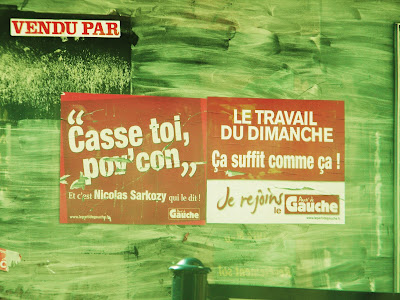 VENDU PAR
“Casse toi,
pov'con„
Et c'est Nicolas Sarkozy qui le dit !
Gauche
LE TRAVAIL
DU DIMANCHE
Ça suffit comme ça !
Je rejoins
le
Gauche